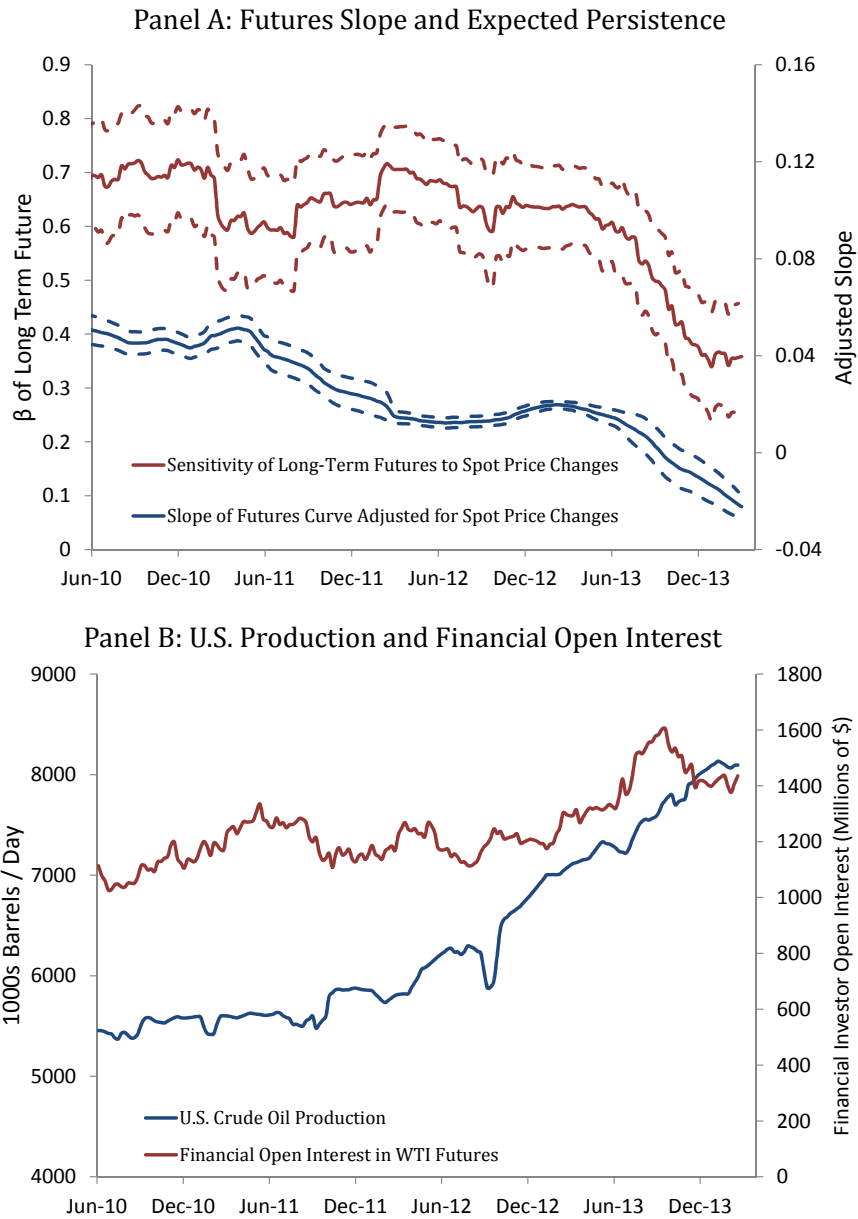 Panel A: Futures Slope and Expected Persistence
0.9
0.8
0.7
0.6
0.5
0.4
0.3
0.2
0.1
0
β of Long Term Future
0.16
0.12
0.08
0.04
0
-0.04
Adjusted Slope
Sensitivity of Long-Term Futures to Spot Price Changes
Slope of Futures Curve Adjusted for Spot Price Changes
Jun-10 Dec-10 Jun-11 Dec-11 Jun-12 Dec-12 Jun-13 Dec-13
Panel B: U.S. Production and Financial Open Interest
9000
8000
7000
6000
5000
4000
1000s Barrels / Day
1800
1600
1400
1200
1000
800
600
400
200
0
Financial Investor Open Interest (Millions of $)
U.S. Crude Oil Production
Financial Open Interest in WTI Futures
Jun-10 Dec-10 Jun-11 Dec-11 Jun-12 Dec-12 Jun-13 Dec-13